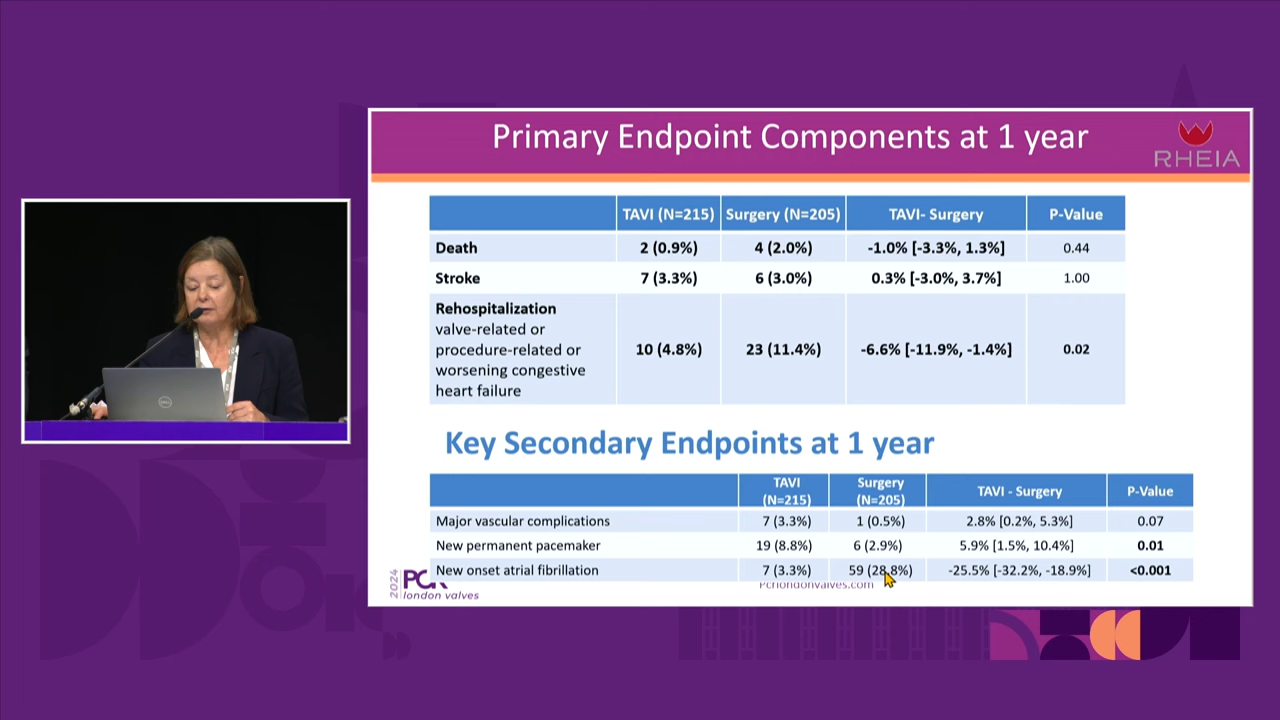 Primary Endpoint Components at 1 year
RHEIA
TAVI (N=215) Surgery (N=205) TAVI- Surgery P-Value
Death 2 (0.9%) 4 (2.0%) -1.0% [-3.3%, 1.3%] 0.44
Stroke 7 (3.3%) 6 (3.0%) 0.3% [-3.0%, 3.7%] 1.00
Rehospitalization
valve-related or
procedure-related or
worsening congestive
heart failure
10 (4.8%) 23 (11.4%) -6.6% [-11.9%, -1.4%] 0.02
Key Secondary Endpoints at 1 year
TAVI
(N=215)
Surgery
(N=205)
TAVI - Surgery P-Value
Major vascular complications 7 (3.3%) 1 (0.5%) 2.8% [0.2%, 5.3%] 0.07
New permanent pacemaker 19 (8.8%) 6 (2.9%) 5.9% [1.5%, 10.4%] 0.01
New onset atrial fibrillation 7 (3.3%) 59 (28.8%) -25.5% [-32.2%, -18.9%] <0.001
2024
PCR
london valves
Pcrlondonvalves.com
DELL